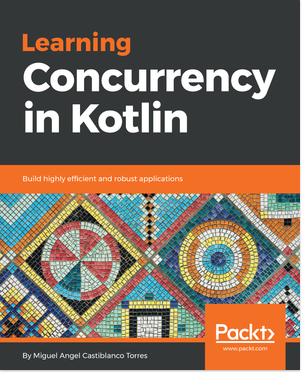 Learning
Concurrency
in Kotlin
Build highly efficient and robust applications
Packt>
www.packt.com
By Miguel Angel Castiblanco Torres